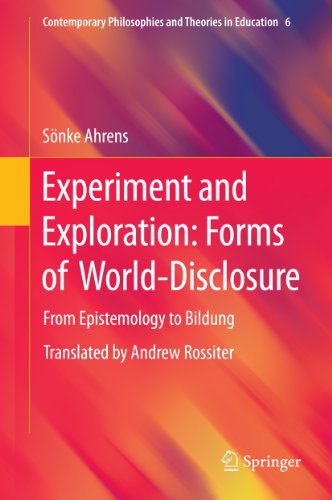 Contemporary Philosophies and Theories in Education 6
Sönke Ahrens
Experiment and
Exploration: Forms
of World-Disclosure
From Epistemology to Bildung
Translated by Andrew Rossiter
Springer